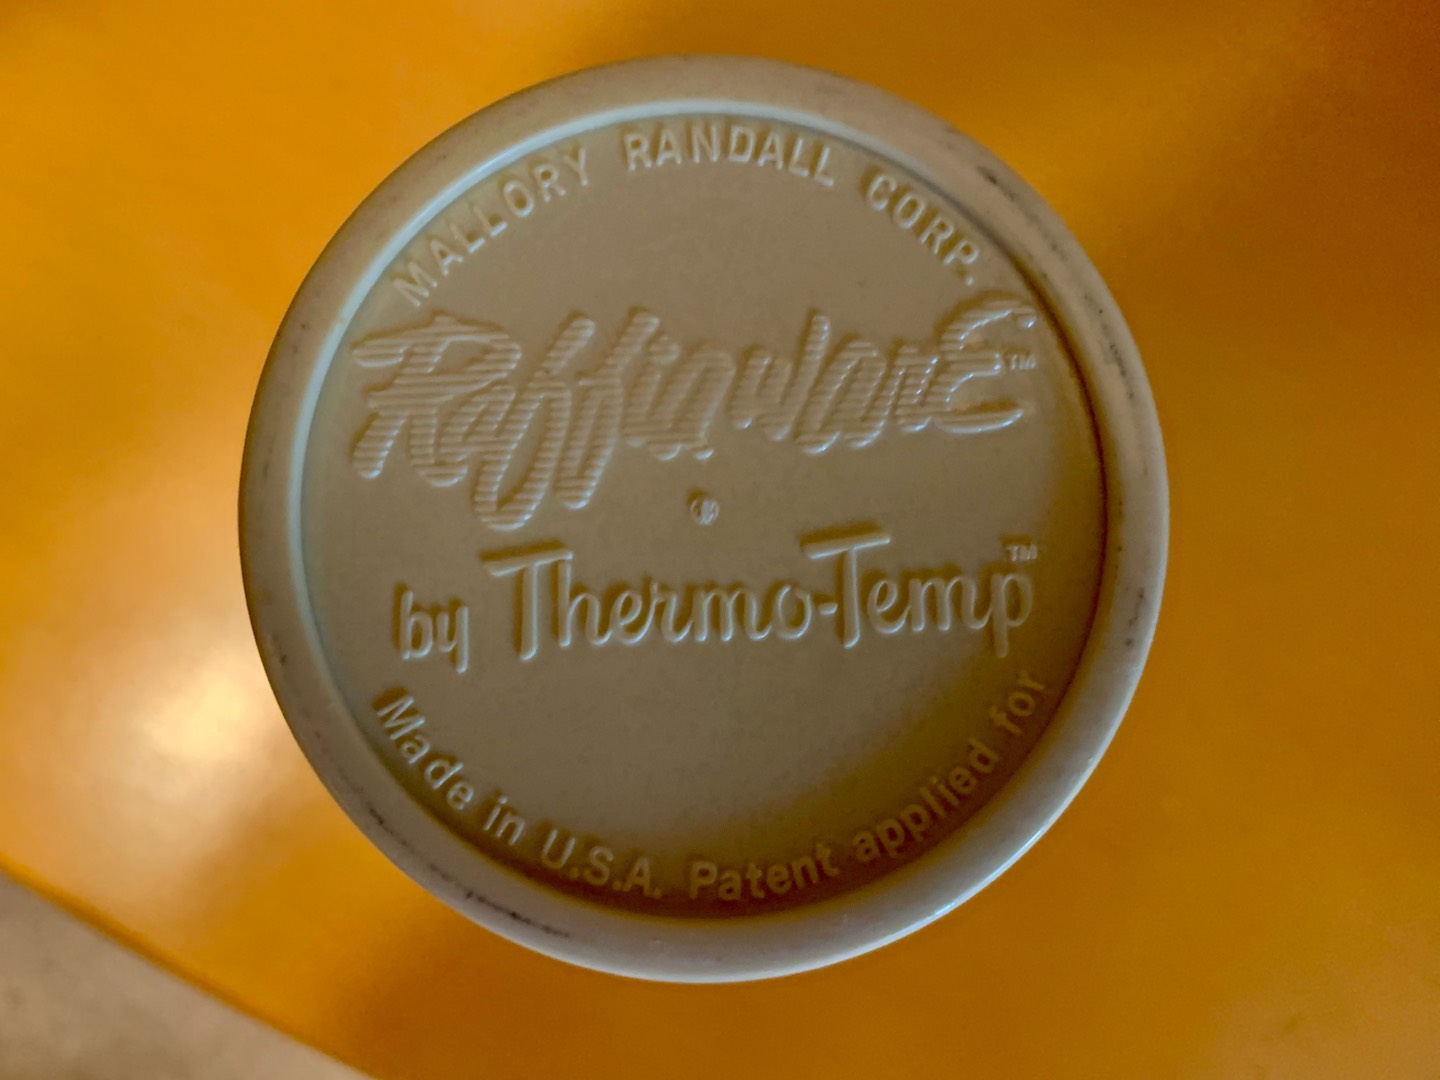 MALLORY RANDALL CORP.
RaffiawarE™
by Thermo-Temp™
Made in U.S.A. Patent applied for